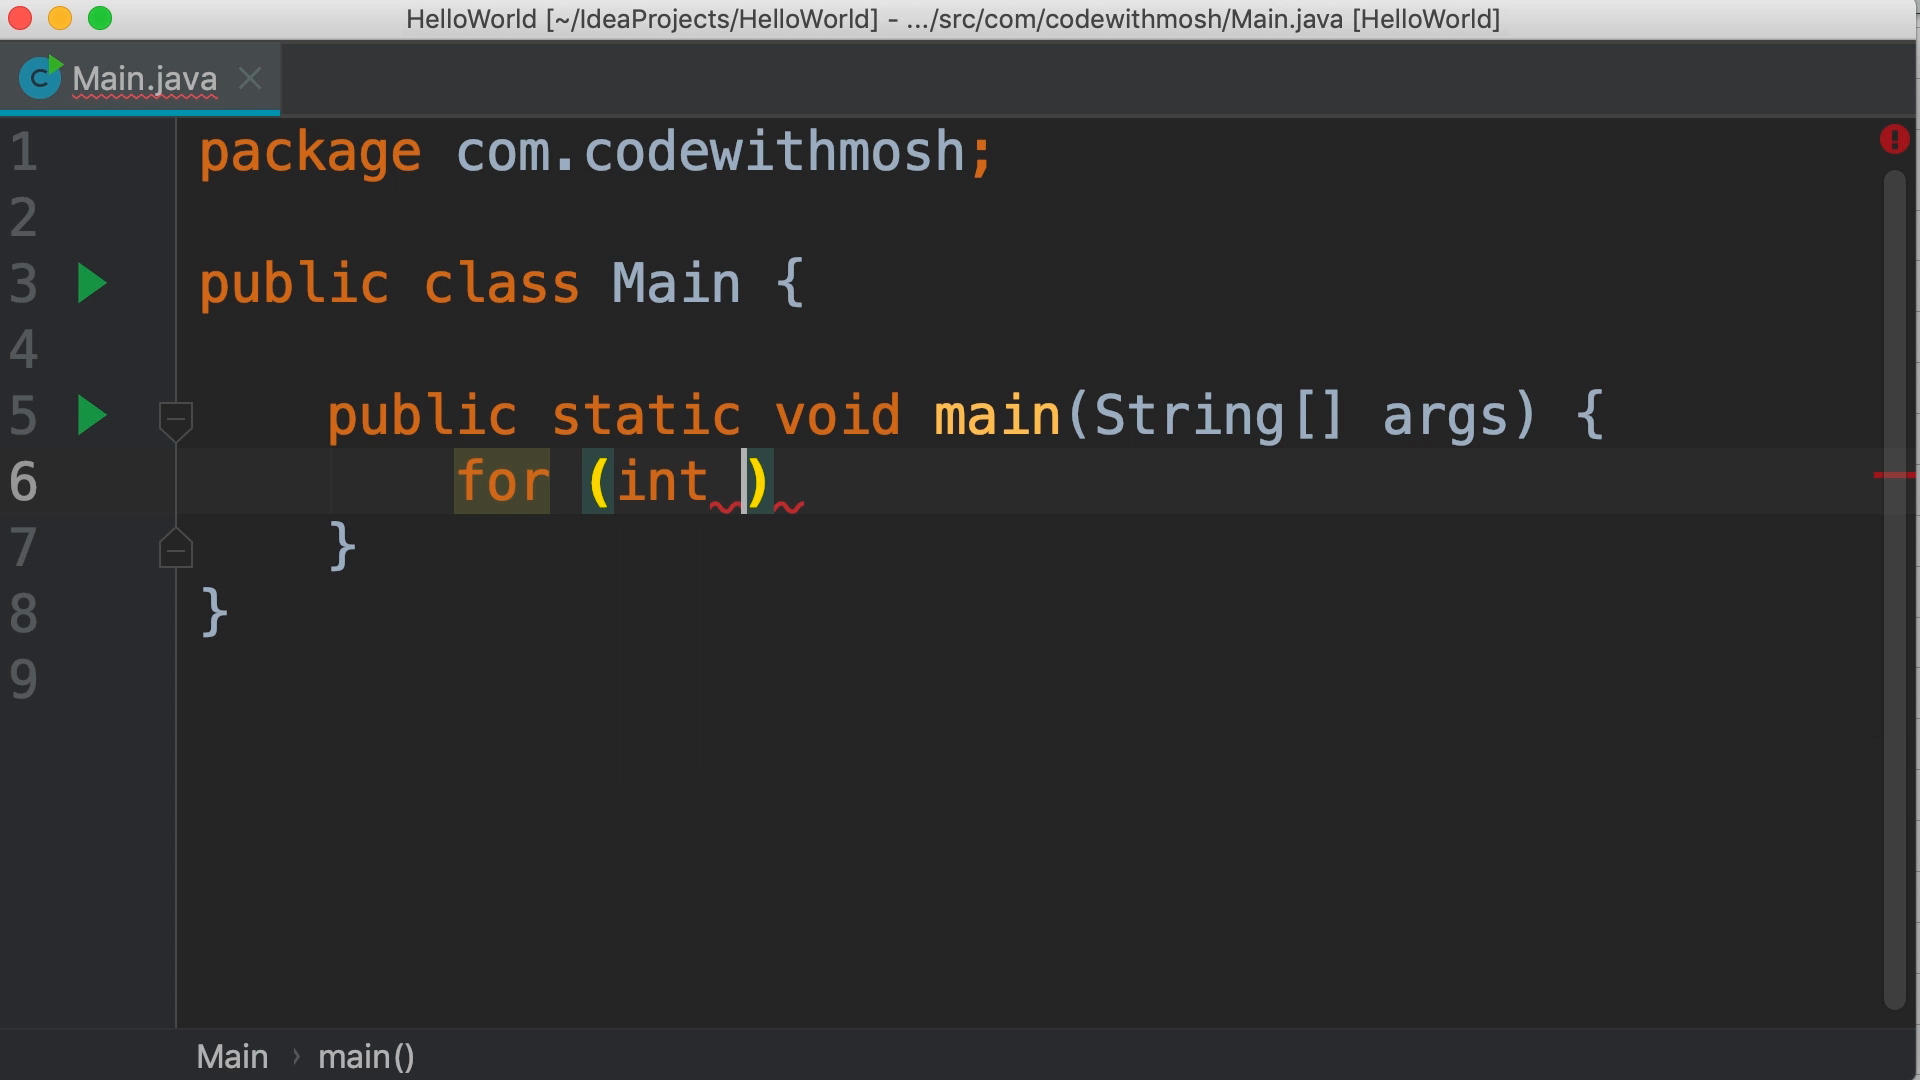 HelloWorld [~/IdeaProjects/HelloWorld] - .../src/com/codewithmosh/Main.java [HelloWorld]
C Main.java
1 package com.codewithmosh;
2
3 public class Main {
4
5 public static void main(String[] args) {
6 for (int )
7 }
8 }
9
Main › main()